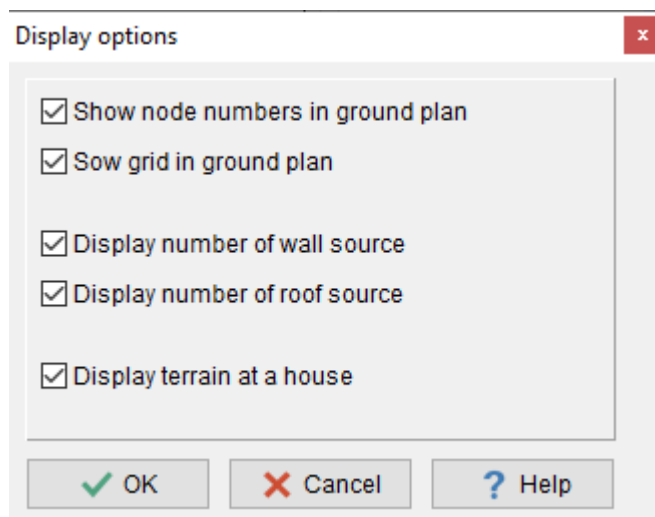 Display options
x
Show node numbers in ground plan
Sow grid in ground plan
Display number of wall source
Display number of roof source
Display terrain at a house
OK Cancel ? Help